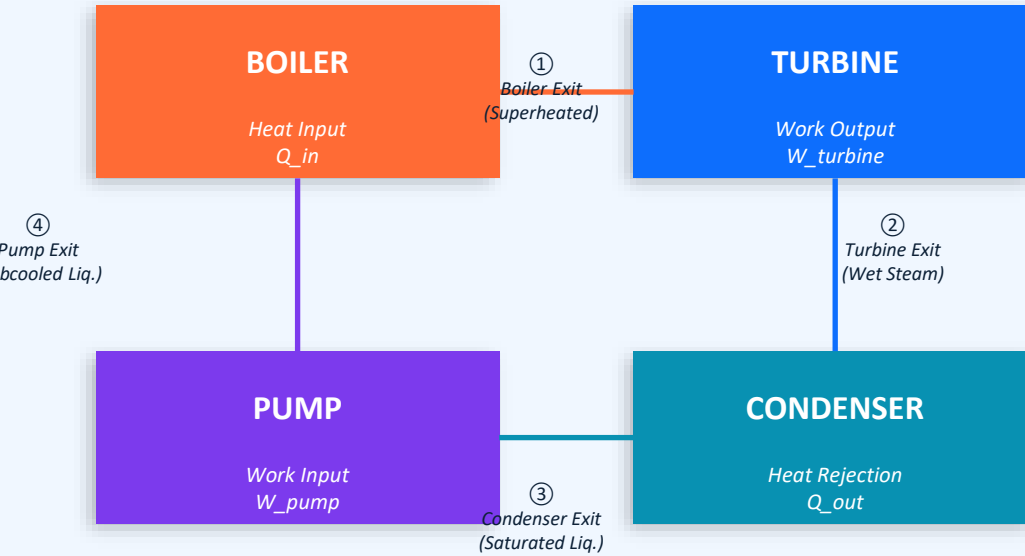 BOILER
Heat Input
Q_in
①
Boiler Exit
(Superheated)
TURBINE
Work Output
W_turbine
④
Pump Exit
bcooled Liq.)
②
Turbine Exit
(Wet Steam)
PUMP
Work Input
W_pump
③
Condenser Exit
(Saturated Liq.)
CONDENSER
Heat Rejection
Q_out